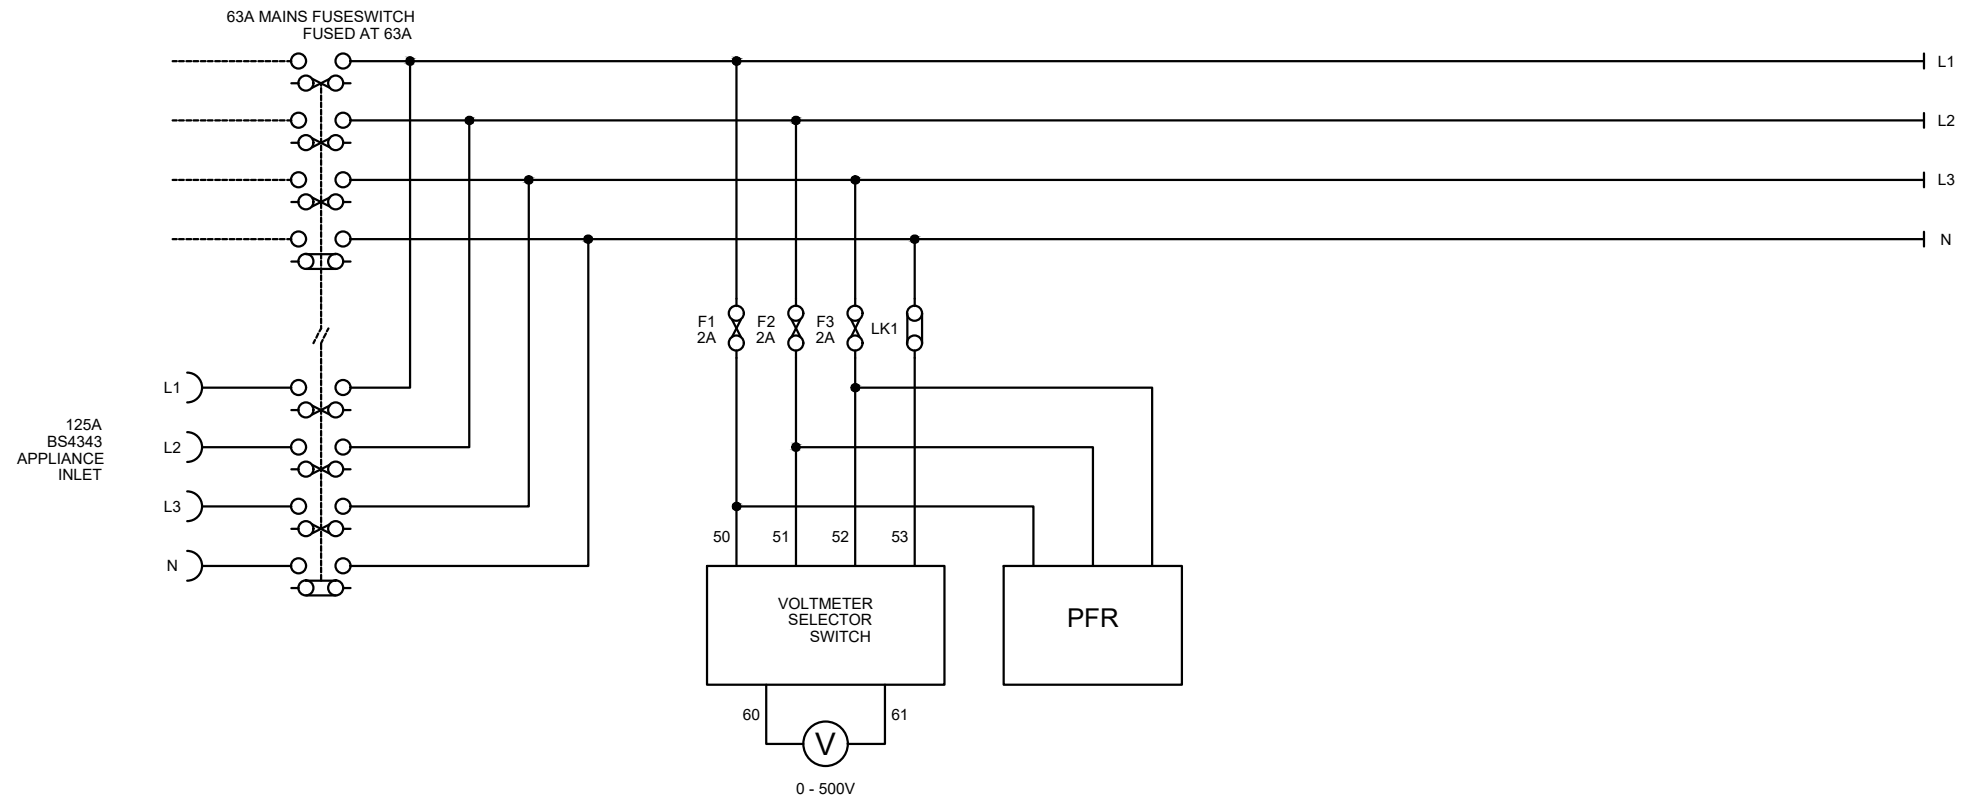 63A MAINS FUSESWITCH
FUSED AT 63A
L1
L2
L3
N
F1
2A
F2
2A
F3
2A
LK1
125A
BS4343
APPLIANCE
INLET
L1
L2
L3
N
50
51
52
53
VOLTMETER
SELECTOR
SWITCH
PFR
60
61
V
0 - 500V